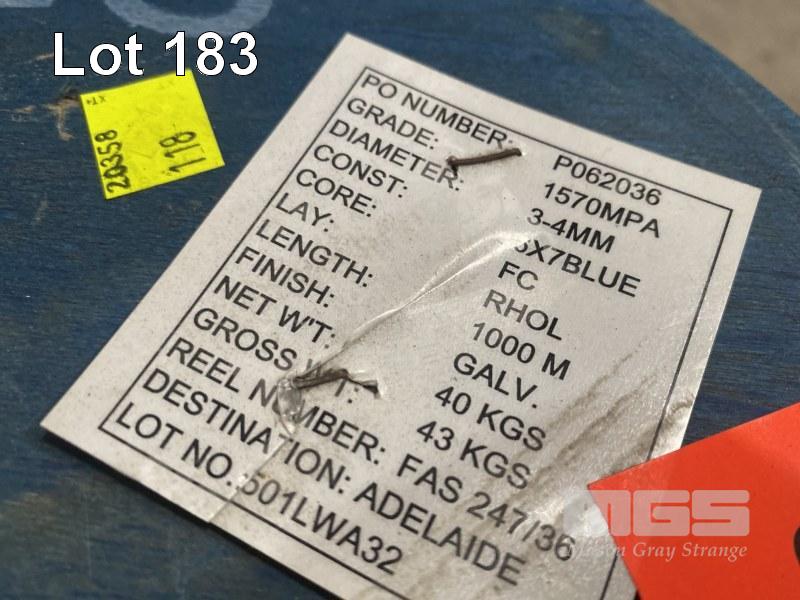 Lot 183
XT+
20358
118
PO NUMBER: P062036
GRADE: 1570MPA
DIAMETER: 3-4MM
CONST: 6X7BLUE
CORE: FC
LAY: RHOL
LENGTH: 1000 M
FINISH: GALV.
NET W'T: 40 KGS
GROSS W'T: 43 KGS
REEL NUMBER: FAS 247/36
DESTINATION: ADELAIDE
LOT NO. 501LWA32
MGS
Mason Gray Strange